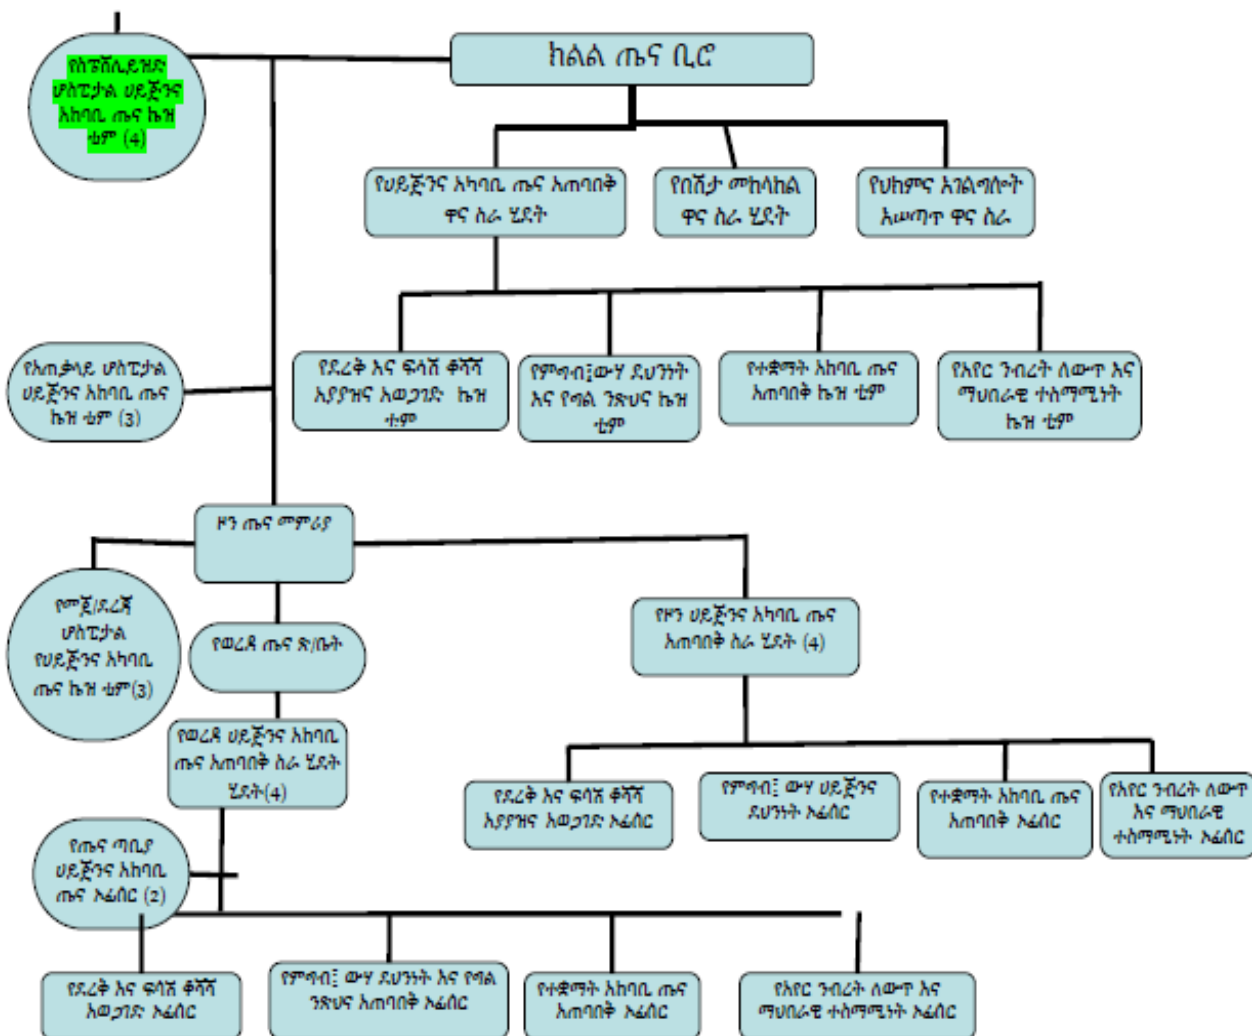 የስፔሻሊይዝድ
ሆስፒታል ሀይጅንና
አከባቢ ጤና ኬዝ
ቲም (4)
ክልል ጤና ቢሮ
የሀይጅንና አካባቢ ጤና አጠባበቅ
ዋና ስራ ሂደት
የበሽታ መከላከል
ዋና ስራ ሂደት
የህክምና አገልግሎት
አሠጣጥ ዋና ስራ
የአጠቃላይ ሆስፒታል
ሀይጅንና አከባቢ ጤና
ኬዝ ቲም (3)
የደረቅ እና ፍሳሽ ቆሻሻ
አያያዝና አወጋገድ ኬዝ
ቲም
የምግብ፤ውሃ ደህንነት
እና የግል ንጽህና ኬዝ
ቲም
የተቋማት አከባቢ ጤና
አጠባበቅ ኬዝ ቲም
የአየር ንብረት ለውጥ እና
ማህበራዊ ተስማሚነት
ኬዝ ቲም
ዞን ጤና መምሪያ
የመጀ/ደረጃ
ሆስፒታል
የሀይጅንና አካባቢ
ጤና ኬዝ ቲም(3)
የወረዳ ጤና ጽ/ቤት
የዞን ሀይጅንና አካባቢ ጤና
አጠባበቅ ስራ ሂደት (4)
የወረዳ ሀይጅንና አከባቢ
ጤና አጠባበቅ ስራ ሂደት
ሂደት(4)
የደረቅ እና ፍሳሽ ቆሻሻ
አያያዝና አወጋገድ ኦፊሰር
የምግብ፤ ውሃ ሀይጅንና
ደህንነት ኦፊሰር
የተቋማት አከባቢ ጤና
አጠባበቅ ኦፊሰር
የአየር ንብረት ለውጥ
እና ማህበራዊ
ተስማሚነት ኦፊሰር
የጤና ጣቢያ
ሀይጅንና አከባቢ
ጤና ኦፊሰር (2)
የደረቅ እና ፍሳሽ ቆሻሻ
አወጋገድ ኦፊሰር
የምግብ፤ ውሃ ደህንነት እና የግል
ንጽህና አጠባበቅ ኦፊሰር
የተቋማት አካባቢ ጤና
አጠባበቅ ኦፊሰር
የአየር ንብረት ለውጥ እና
ማህበራዊ ተስማሚነት ኦፊሰር